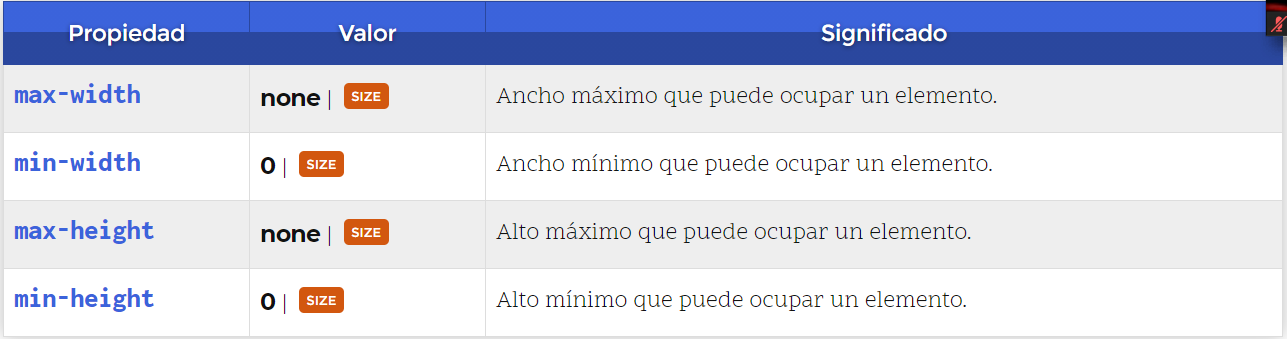 Propiedad Valor Significado
max-width none | SIZE Ancho máximo que puede ocupar un elemento.
min-width 0 | SIZE Ancho mínimo que puede ocupar un elemento.
max-height none | SIZE Alto máximo que puede ocupar un elemento.
min-height 0 | SIZE Alto mínimo que puede ocupar un elemento.